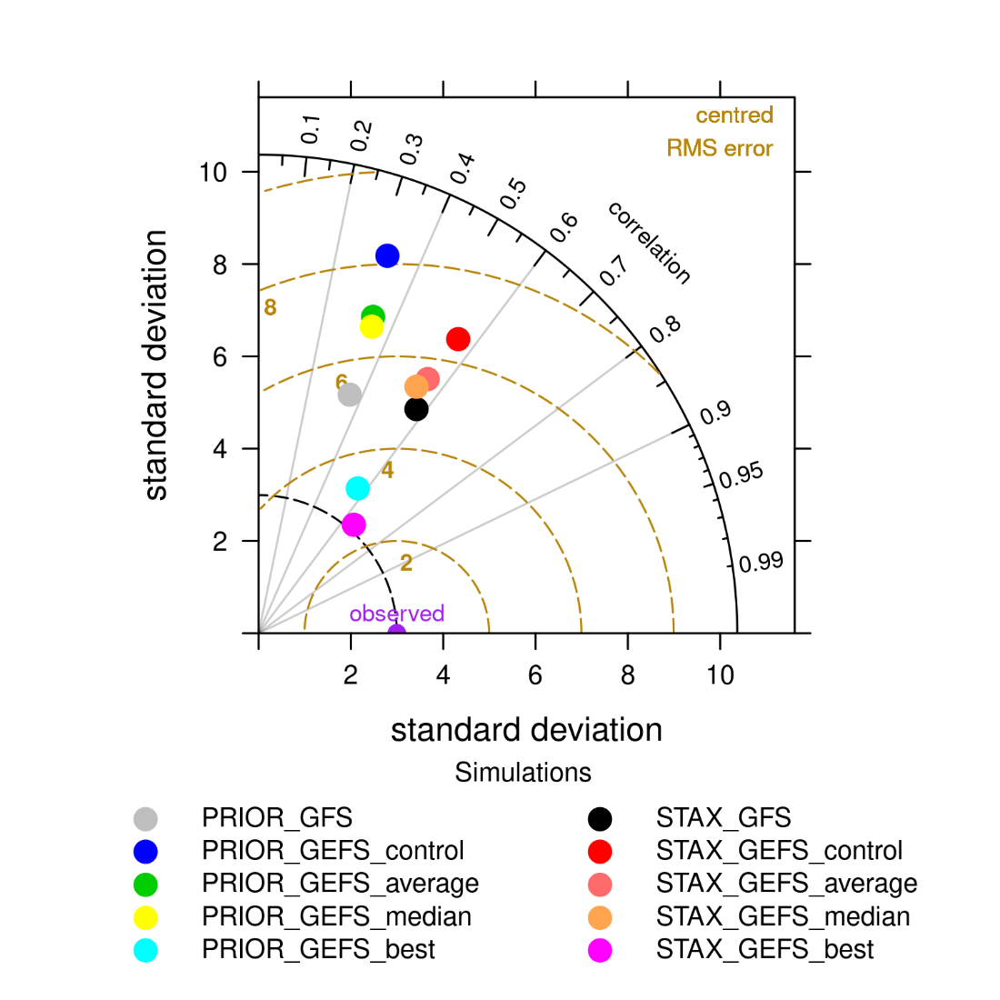 centred
RMS error
0.1
0.2
0.3
0.4
0.5
0.6
0.7
0.8
0.9
0.95
0.99
correlation
10
8
6
4
2
standard deviation
8
6
4
2
observed
2 4 6 8 10
standard deviation
Simulations
PRIOR_GFS STAX_GFS
PRIOR_GEFS_control STAX_GEFS_control
PRIOR_GEFS_average STAX_GEFS_average
PRIOR_GEFS_median STAX_GEFS_median
PRIOR_GEFS_best STAX_GEFS_best